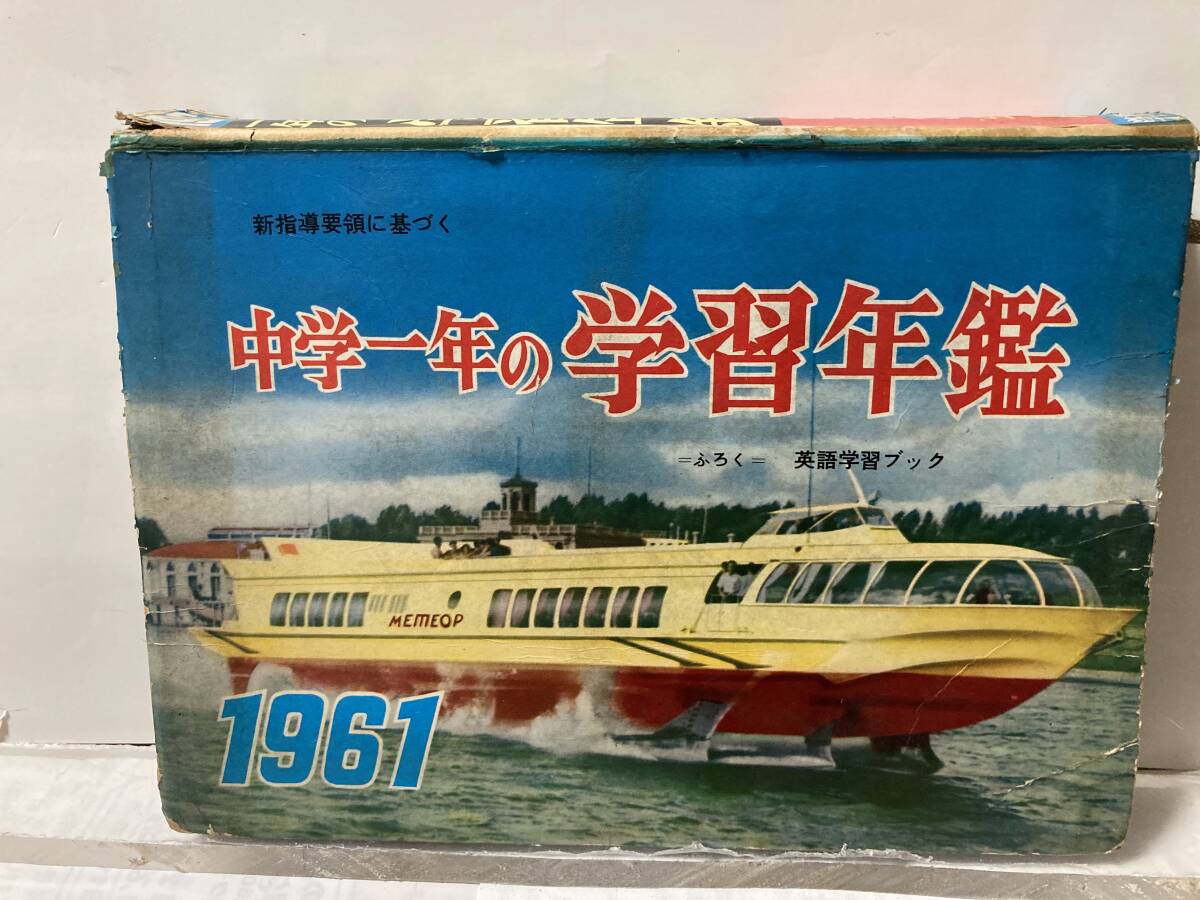 新指導要領に基づく
中学一年の学習年鑑
=ふろく= 英語学習ブック
МЕТЕОР
1961